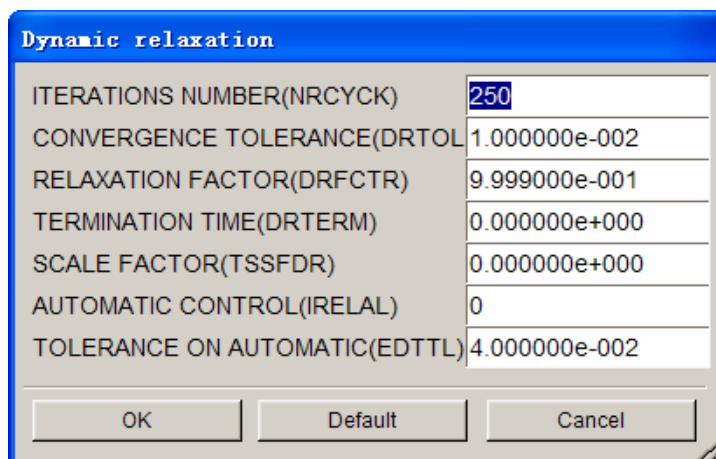 Dynamic relaxation
ITERATIONS NUMBER(NRCYCK) 250
CONVERGENCE TOLERANCE(DRTOL 1.000000e-002
RELAXATION FACTOR(DRFCTR) 9.999000e-001
TERMINATION TIME(DRTERM) 0.000000e+000
SCALE FACTOR(TSSFDR) 0.000000e+000
AUTOMATIC CONTROL(IRELAL) 0
TOLERANCE ON AUTOMATIC(EDTTL) 4.000000e-002
OK Default Cancel